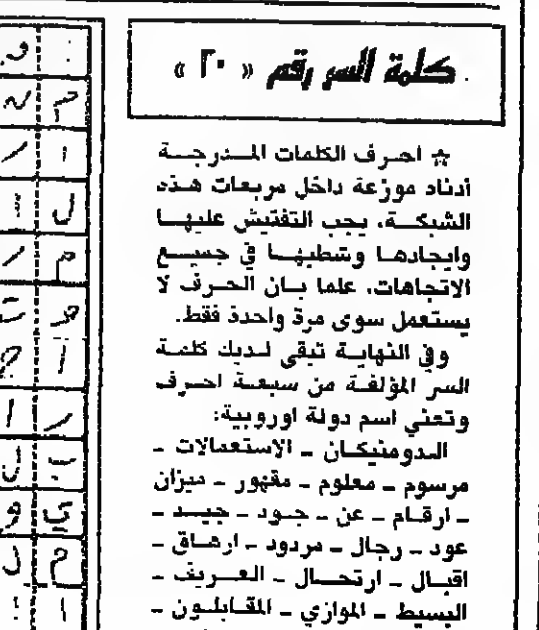 كلمة السر رقم « ٢٠ »
☆ احرف الكلمات المدرجة
أدناه موزعة داخل مربعات هذه
الشبكة، يجب التفتيش عليها
وايجادها وشطبها في جميع
الاتجاهات، علما بان الحرف لا
يستعمل سوى مرة واحدة فقط.
وفي النهاية تبقى لديك كلمة
السر المؤلفة من سبعة احرف
وتعني اسم دولة اوروبية:
الدومنيكان - الاستعمالات -
مرسوم - معلوم - مقهور - ميزان
- ارقام - عن - جود - جيد -
عود - رجال - مردود - ارهاق -
اقبال - ارتحال - العريف -
البسيط - الموازي - المقابلون -